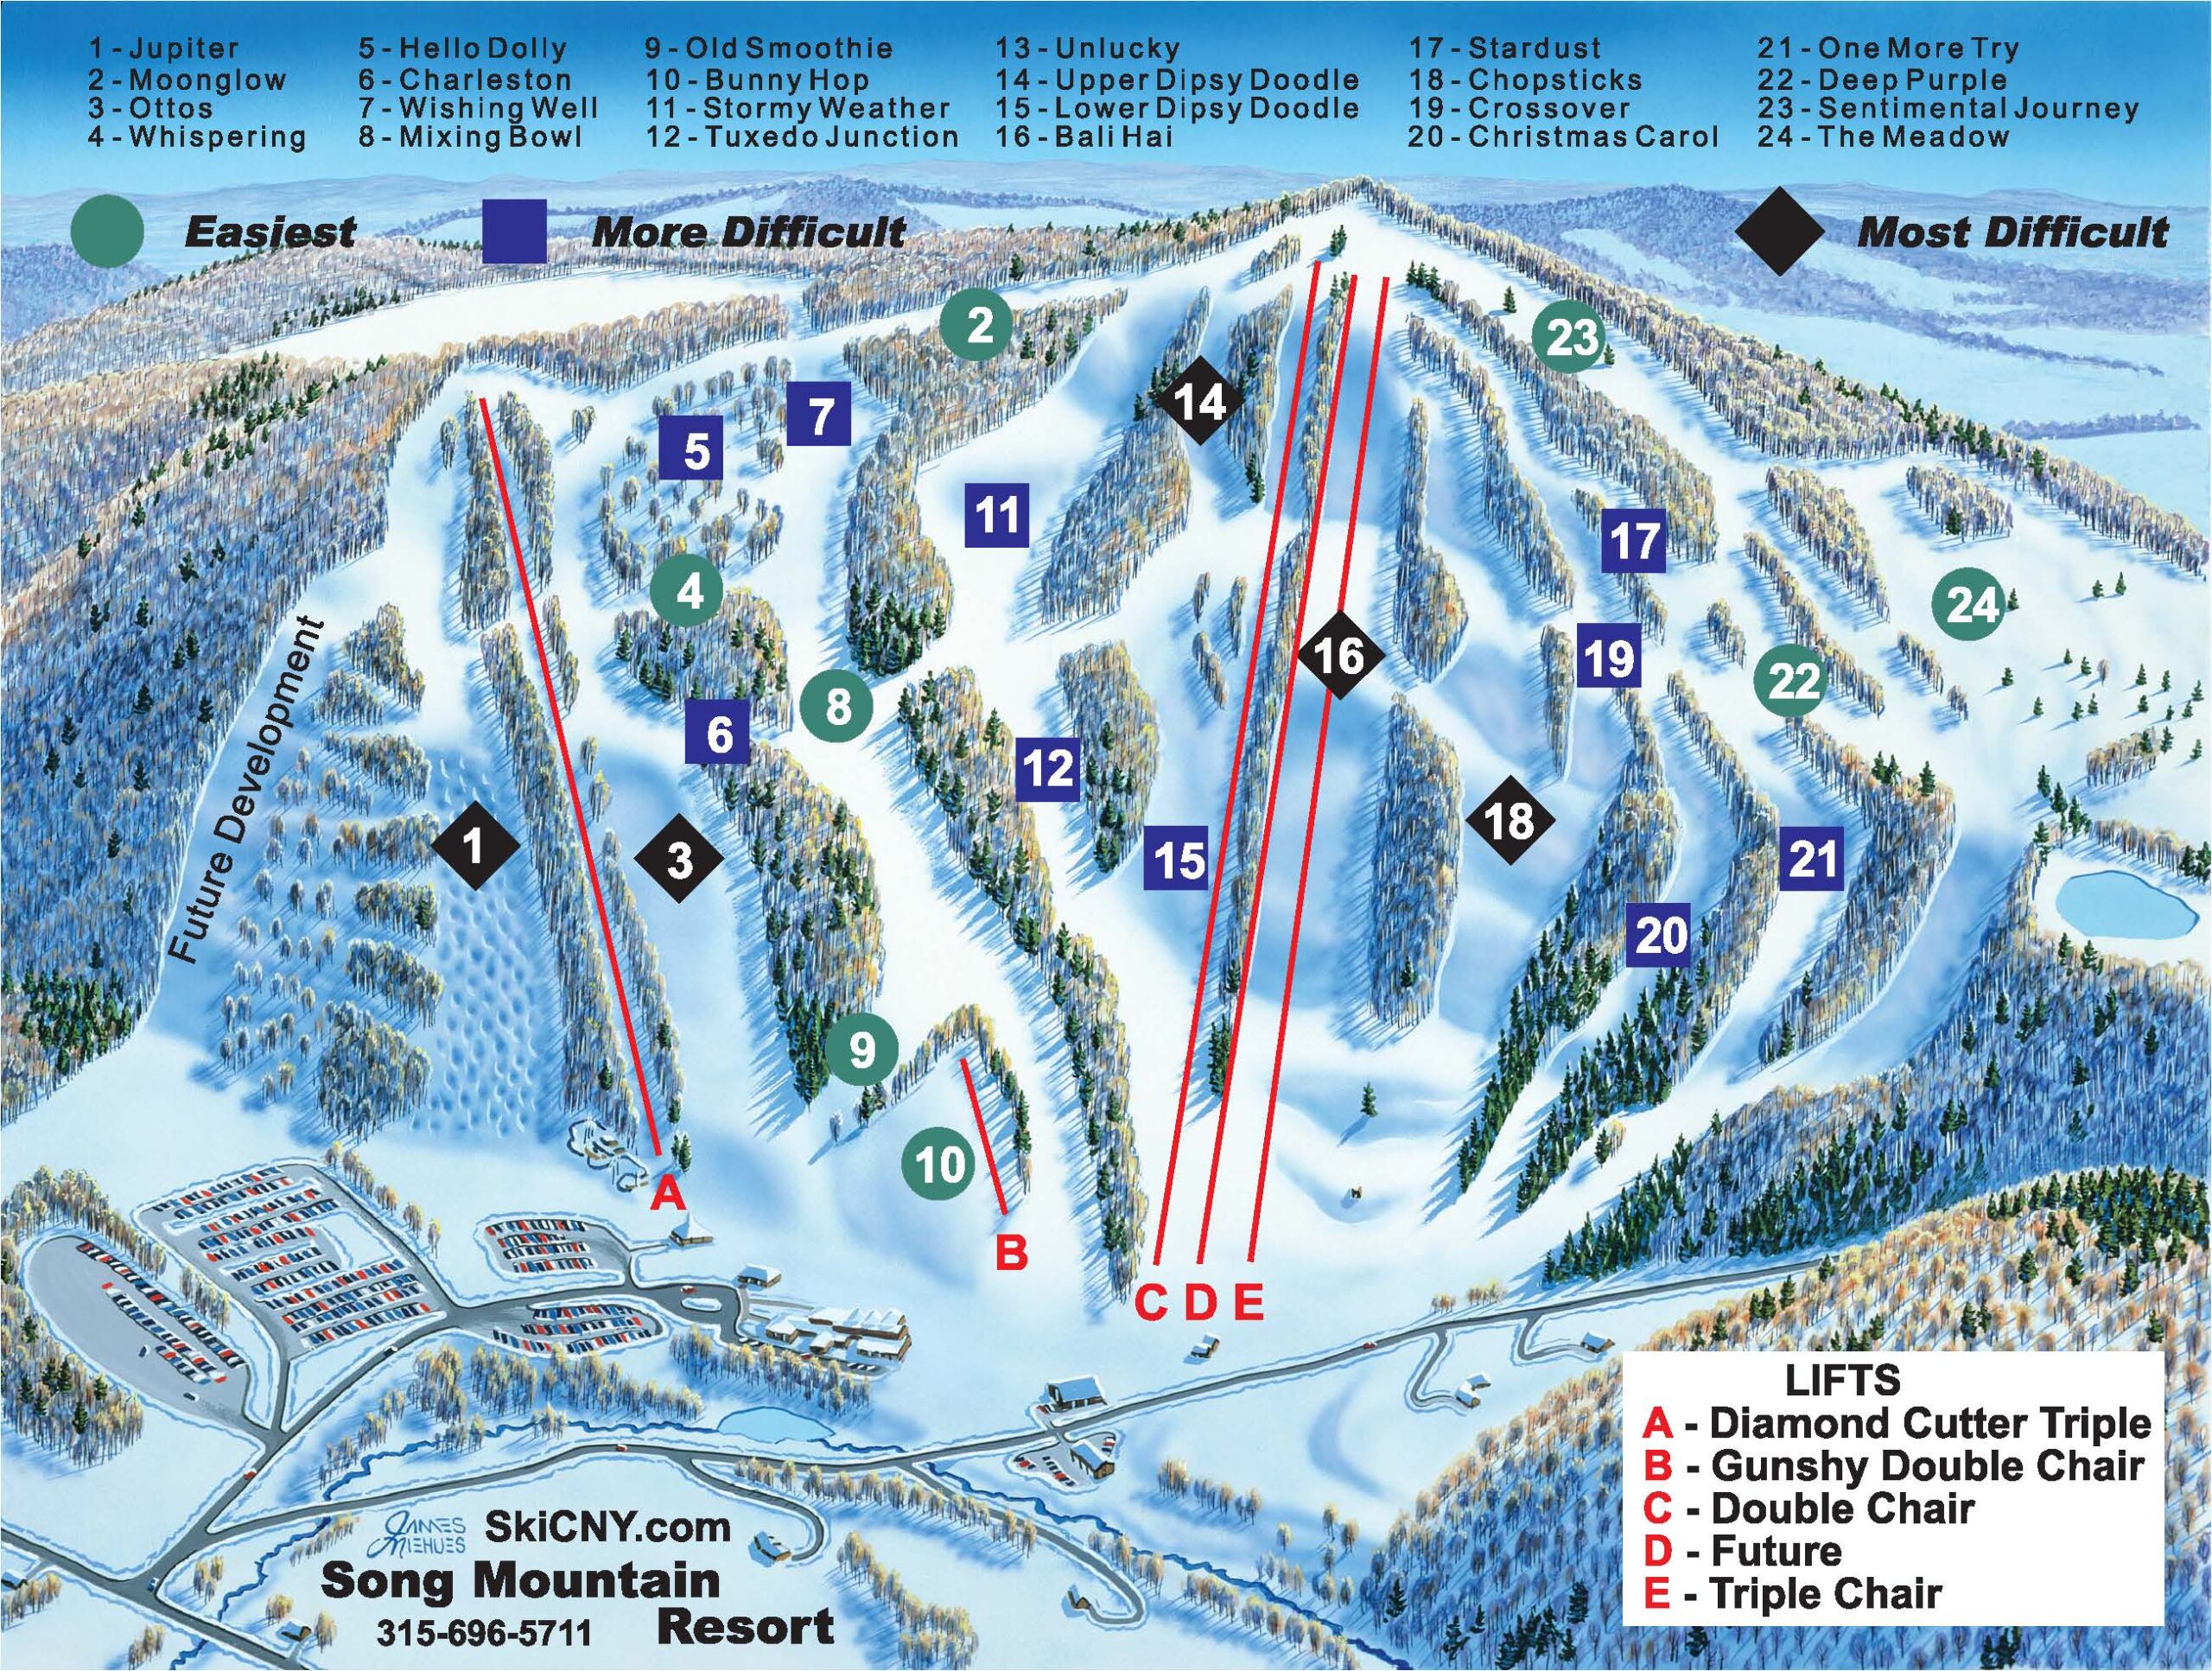 1 - Jupiter
2 - Moonglow
3 - Ottos
4 - Whispering
5 - Hello Dolly
6 - Charleston
7 - Wishing Well
8 - Mixing Bowl
9 - Old Smoothie
10 - Bunny Hop
11 - Stormy Weather
12 - Tuxedo Junction
13 - Unlucky
14 - Upper Dipsy Doodle
15 - Lower Dipsy Doodle
16 - Bali Hai
17 - Stardust
18 - Chopsticks
19 - Crossover
20 - Christmas Carol
21 - One More Try
22 - Deep Purple
23 - Sentimental Journey
24 - The Meadow
Easiest
More Difficult
Most Difficult
2
23
14
7
5
11
17
4
24
16
19
22
8
6
12
18
1
3
15
21
20
9
10
Future Development
A
B
C D E
LIFTS
A - Diamond Cutter Triple
B - Gunshy Double Chair
C - Double Chair
D - Future
E - Triple Chair
JAMES
NIEHUES
SkiCNY.com
Song Mountain
Resort
315-696-5711